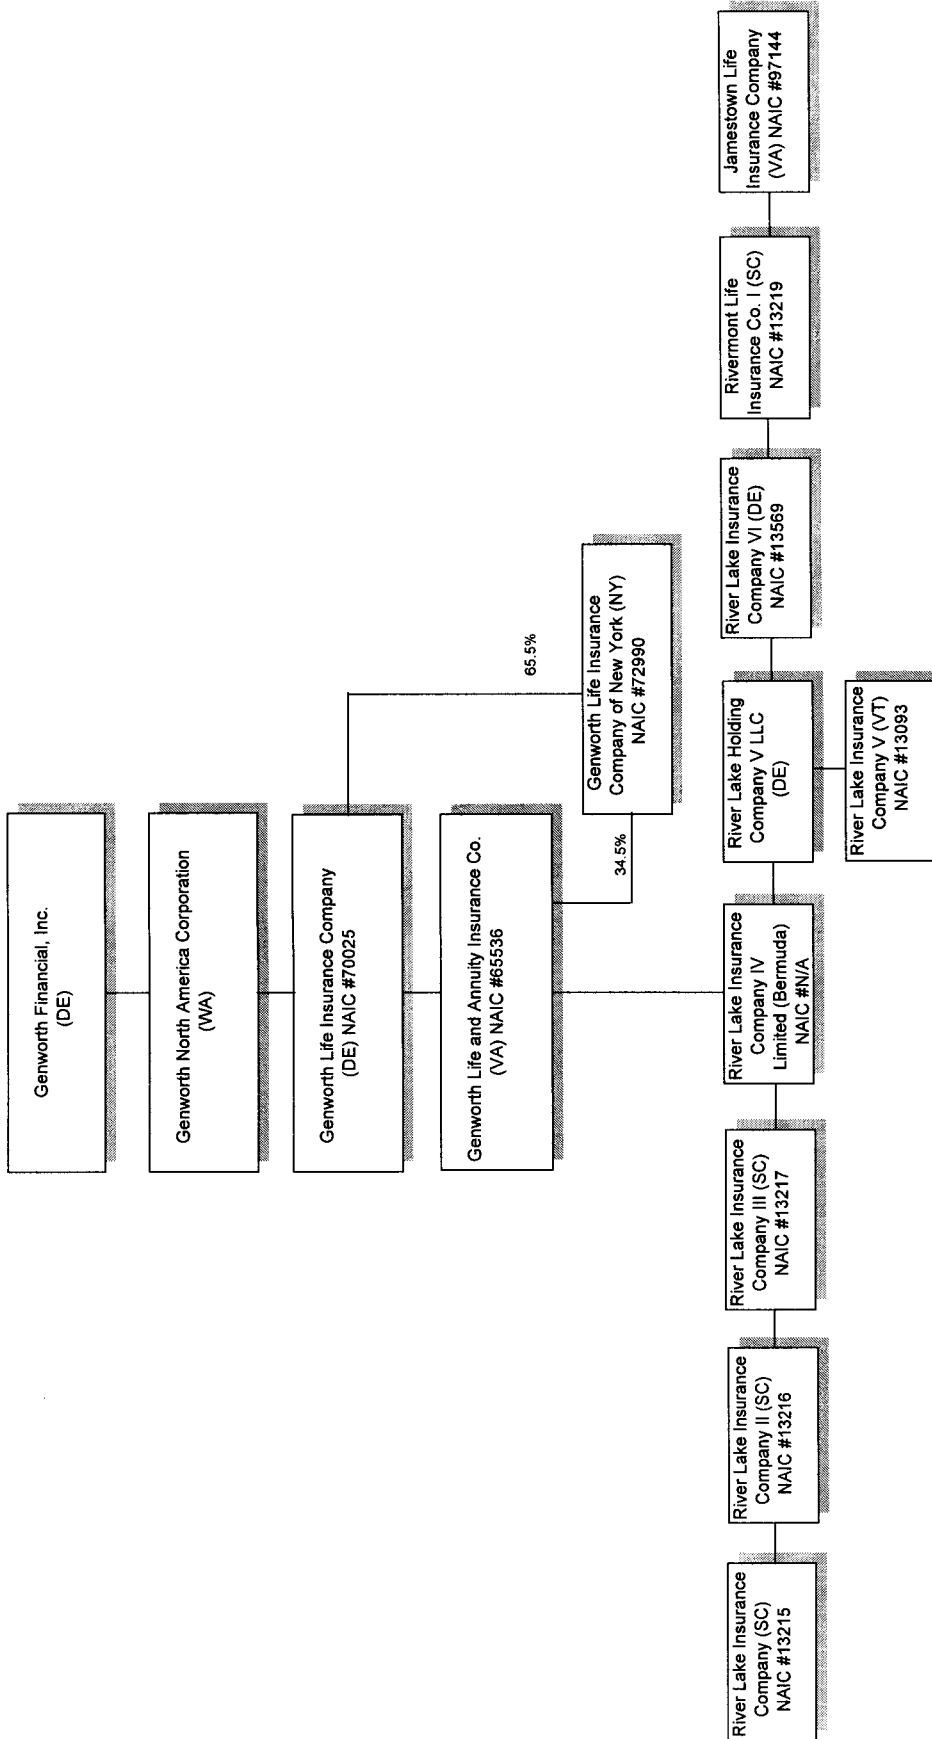 Genworth Financial, Inc.
(DE)
Genworth North America Corporation
(WA)
Genworth Life Insurance Company
(DE) NAIC #70025
Genworth Life and Annuity Insurance Co.
(VA) NAIC #65536
65.5%
34.5%
Genworth Life Insurance
Company of New York (NY)
NAIC #72990
River Lake Insurance
Company (SC)
NAIC #13215
River Lake Insurance
Company II (SC)
NAIC #13216
River Lake Insurance
Company III (SC)
NAIC #13217
River Lake Insurance
Company IV
Limited (Bermuda)
NAIC #N/A
River Lake Holding
Company V LLC
(DE)
River Lake Insurance
Company VI (DE)
NAIC #13569
Rivermont Life
Insurance Co. I (SC)
NAIC #13219
Jamestown Life
Insurance Company
(VA) NAIC #97144
River Lake Insurance
Company V (VT)
NAIC #13093